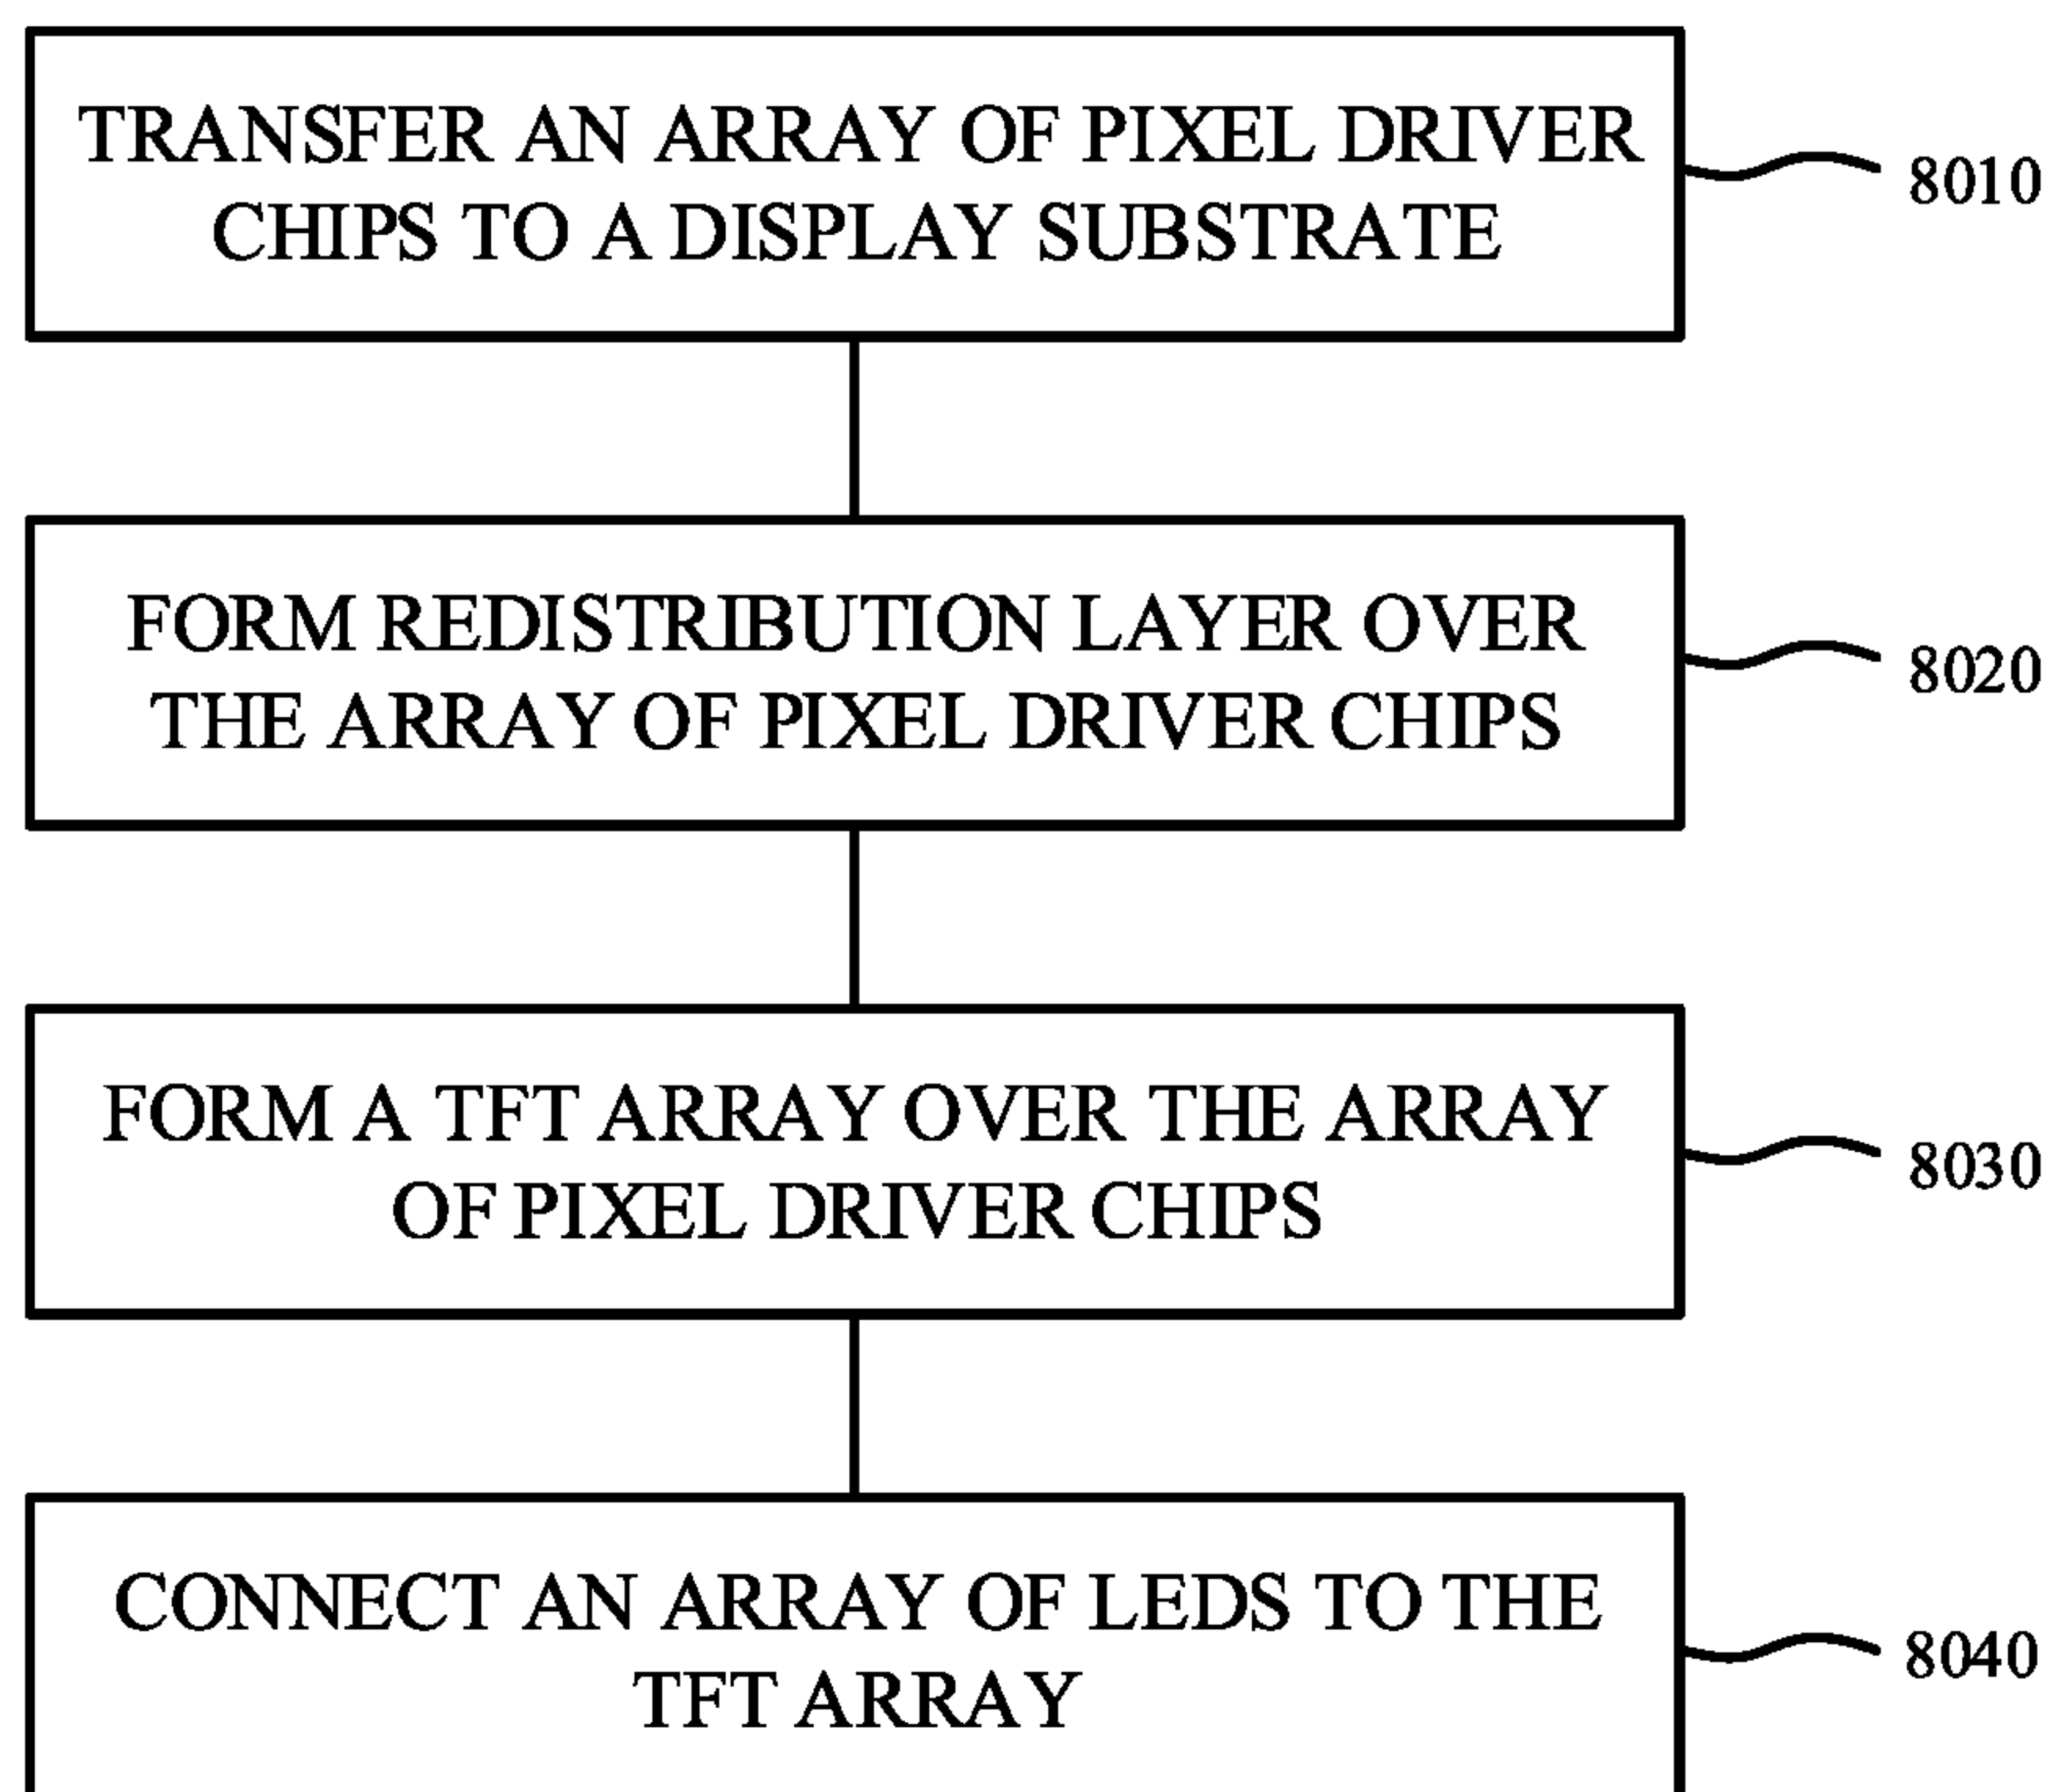 TRANSFER AN ARRAY OF PIXEL DRIVER
CHIPS TO A DISPLAY SUBSTRATE
8010
FORM REDISTRIBUTION LAYER OVER
THE ARRAY OF PIXEL DRIVER CHIPS
8020
FORM A TFT ARRAY OVER THE ARRAY
OF PIXEL DRIVER CHIPS
8030
CONNECT AN ARRAY OF LEDS TO THE
TFT ARRAY
8040